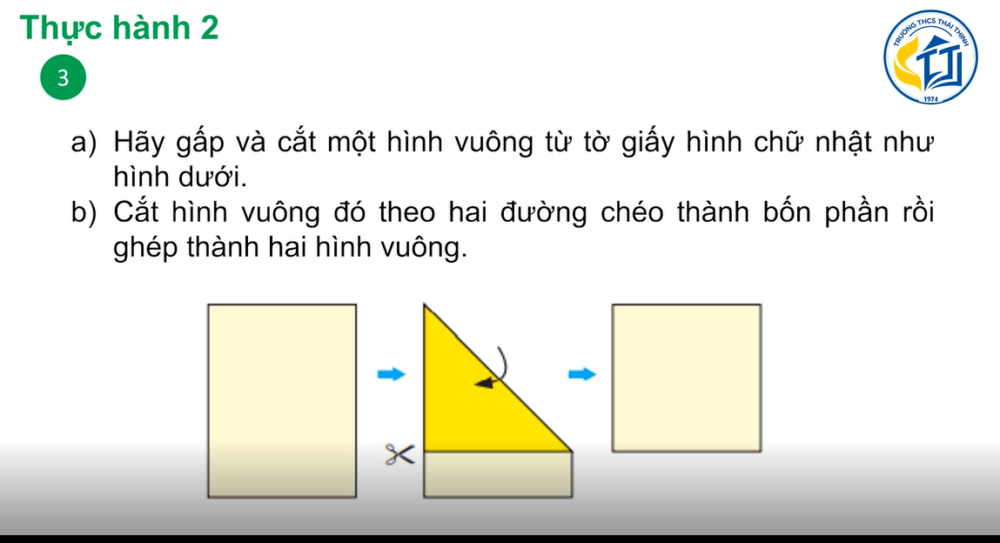 Thực hành 2
TRƯỜNG THCS THÁI THỊNH
1974
3
a) Hãy gấp và cắt một hình vuông từ tờ giấy hình chữ nhật như
hình dưới.
b) Cắt hình vuông đó theo hai đường chéo thành bốn phần rồi
ghép thành hai hình vuông.